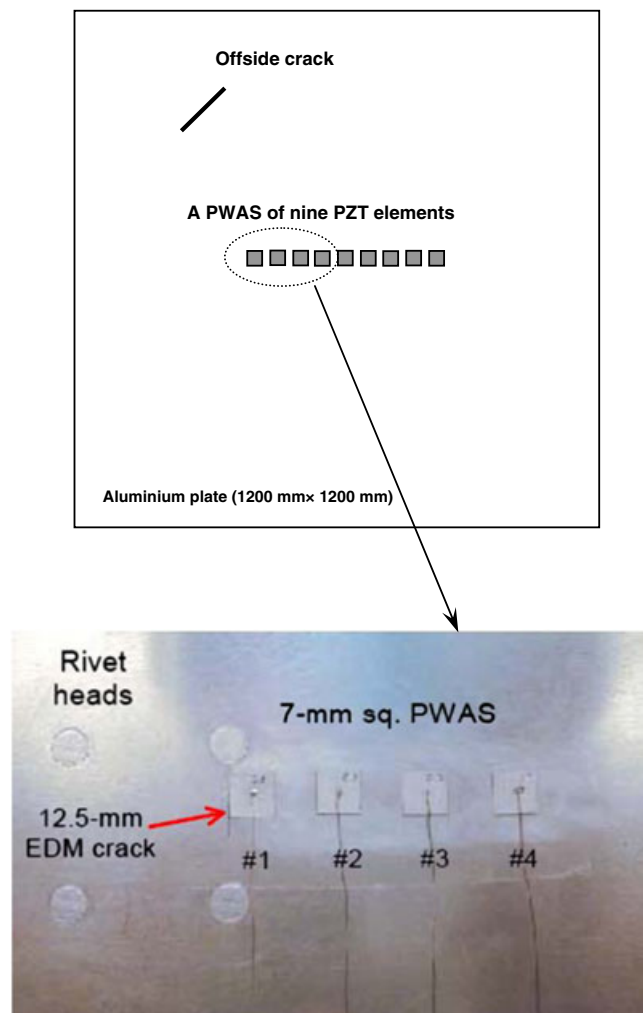 Offside crack
A PWAS of nine PZT elements
Aluminium plate (1200 mm× 1200 mm)
Rivet
heads
7-mm sq. PWAS
12.5-mm
EDM crack
#1
#2
#3
#4